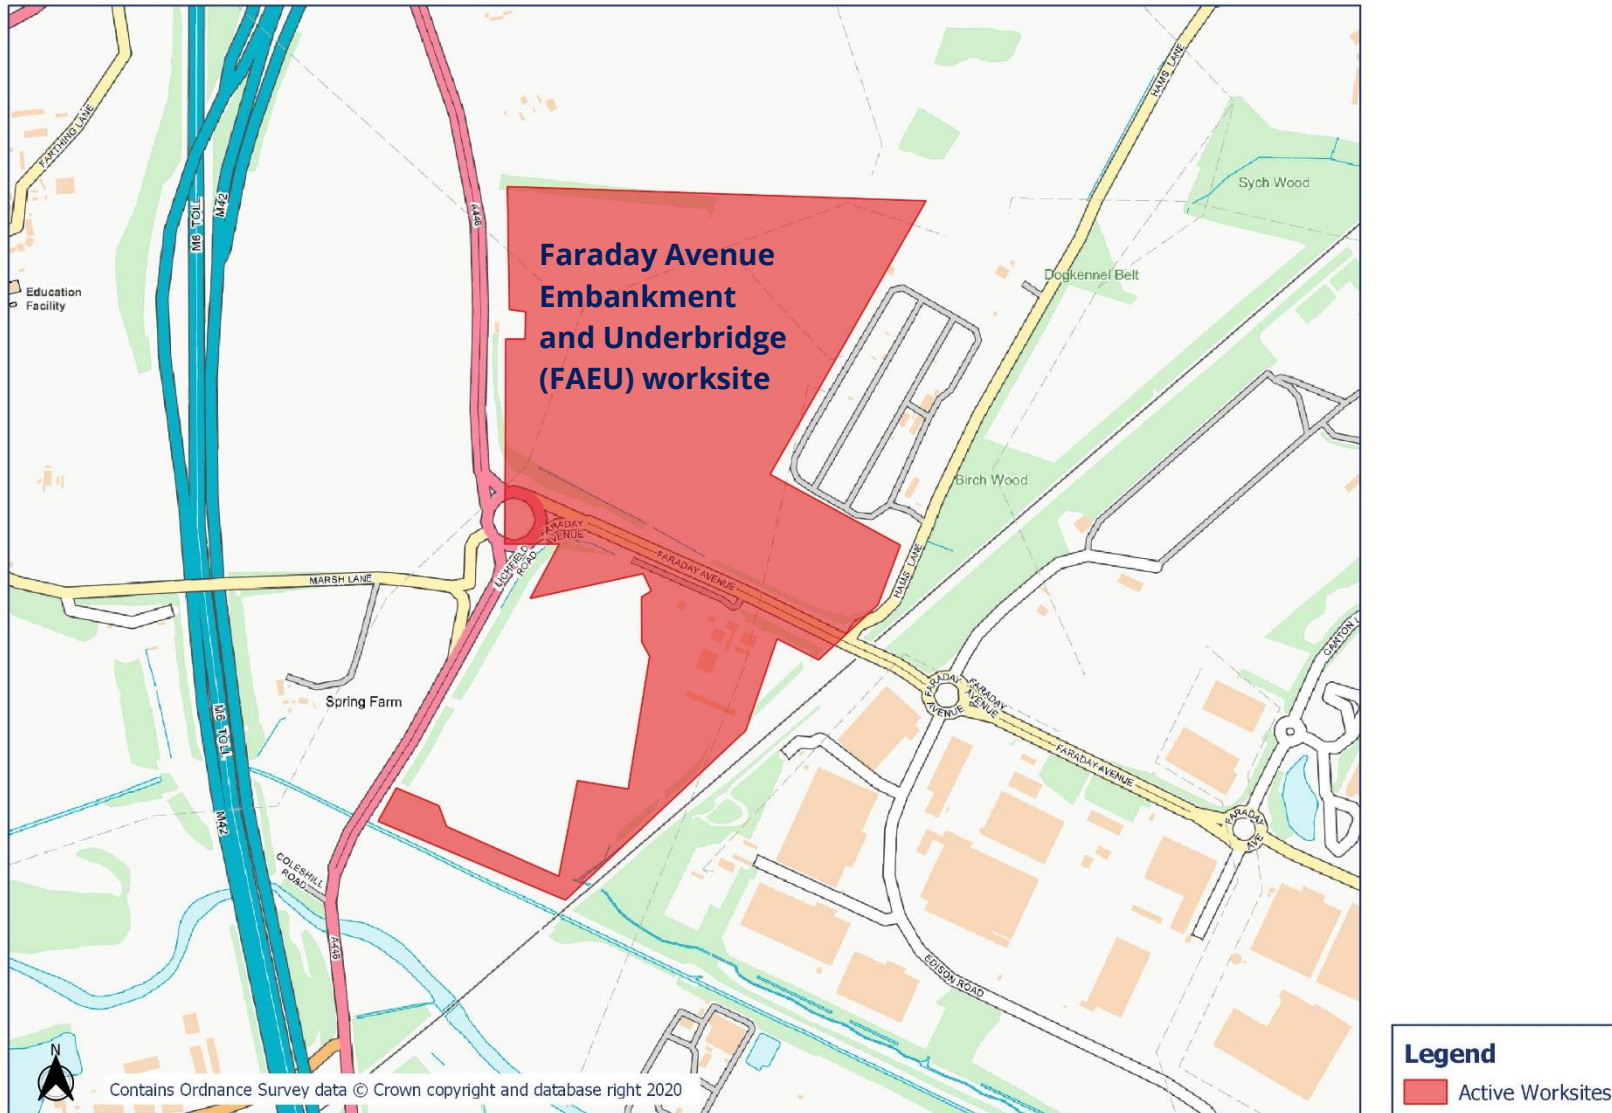 FARTHING LANE
M6 TOLL
M42
A446
HAMS LANE
Sych Wood
Faraday Avenue
Embankment
and Underbridge
(FAEU) worksite
Dogkennel Belt
Education
Facility
Birch Wood
FARADAY
AVENUE
LICHFIELD
ROAD
FARADAY AVENUE
MARSH LANE
HAMS LANE
CANTON L
FARADAY
AVENUE
FARADAY
AVENUE
Spring Farm
M6 TOLL
FARADAY AVENUE
M42
FARADAY
AVE
COLESHILL
ROAD
A446
EDISON ROAD
N
Contains Ordnance Survey data © Crown copyright and database right 2020
Legend
Active Worksites